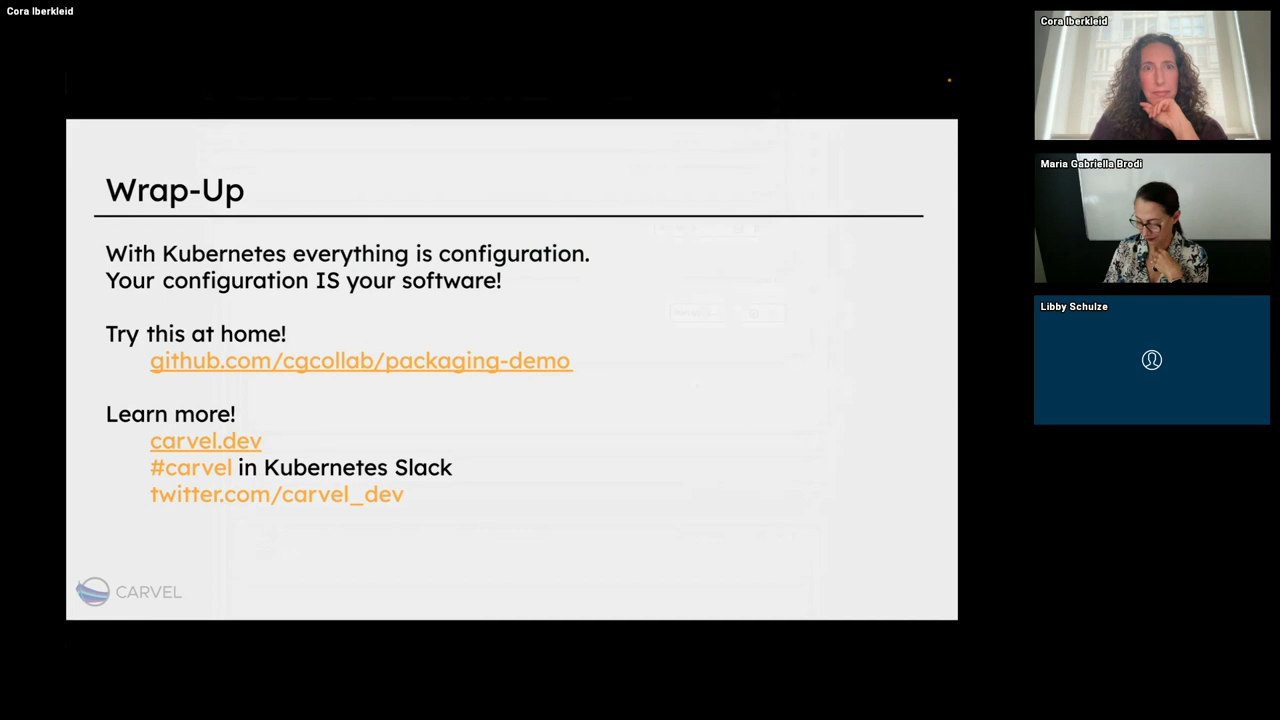 Cora Iberkleid
Wrap-Up
With Kubernetes everything is configuration.
Your configuration IS your software!
Try this at home!
github.com/cgcollab/packaging-demo
Learn more!
carvel.dev
#carvel in Kubernetes Slack
twitter.com/carvel_dev
CARVEL
Cora Iberkleid
Maria Gabriella Brodi
Libby Schulze